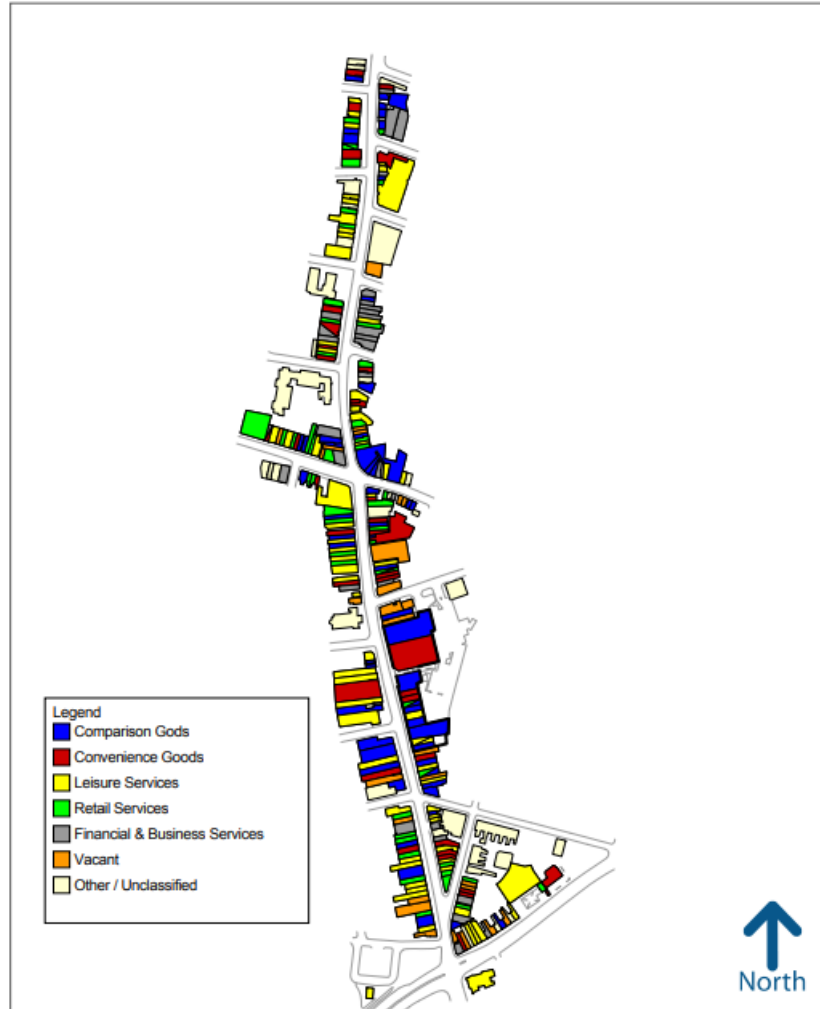 Legend
Comparison Gods
Convenience Goods
Leisure Services
Retail Services
Financial & Business Services
Vacant
Other / Unclassified
North